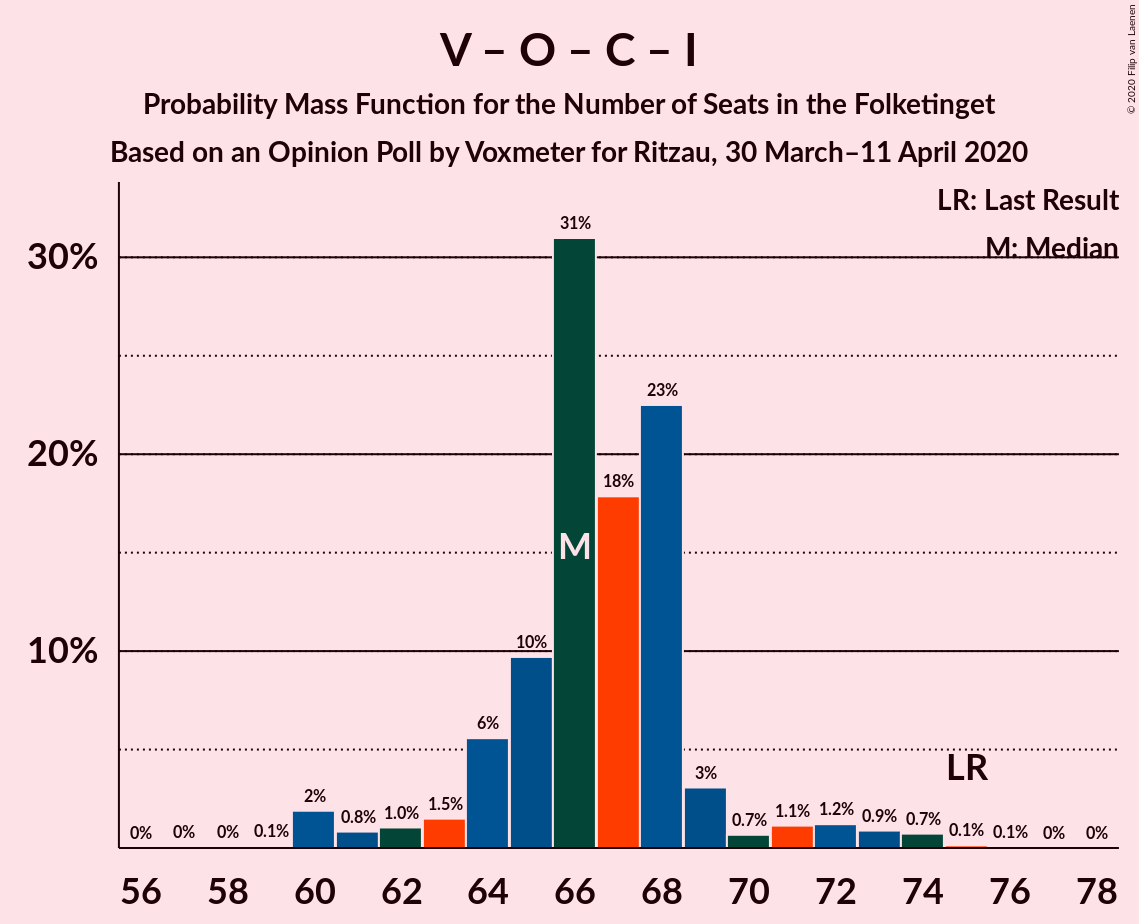 V – O – C – I
Probability Mass Function for the Number of Seats in the Folketinget
Based on an Opinion Poll by Voxmeter for Ritzau, 30 March–11 April 2020
© 2020 Filip van Laenen
LR: Last Result
M: Median
30%
20%
10%
0%
0%
0%
0.1%
2%
0.8%
1.0%
1.5%
6%
10%
31%
18%
23%
3%
0.7%
1.1%
1.2%
0.9%
0.7%
0.1%
0.1%
0%
0%
M
LR
56 58 60 62 64 66 68 70 72 74 76 78